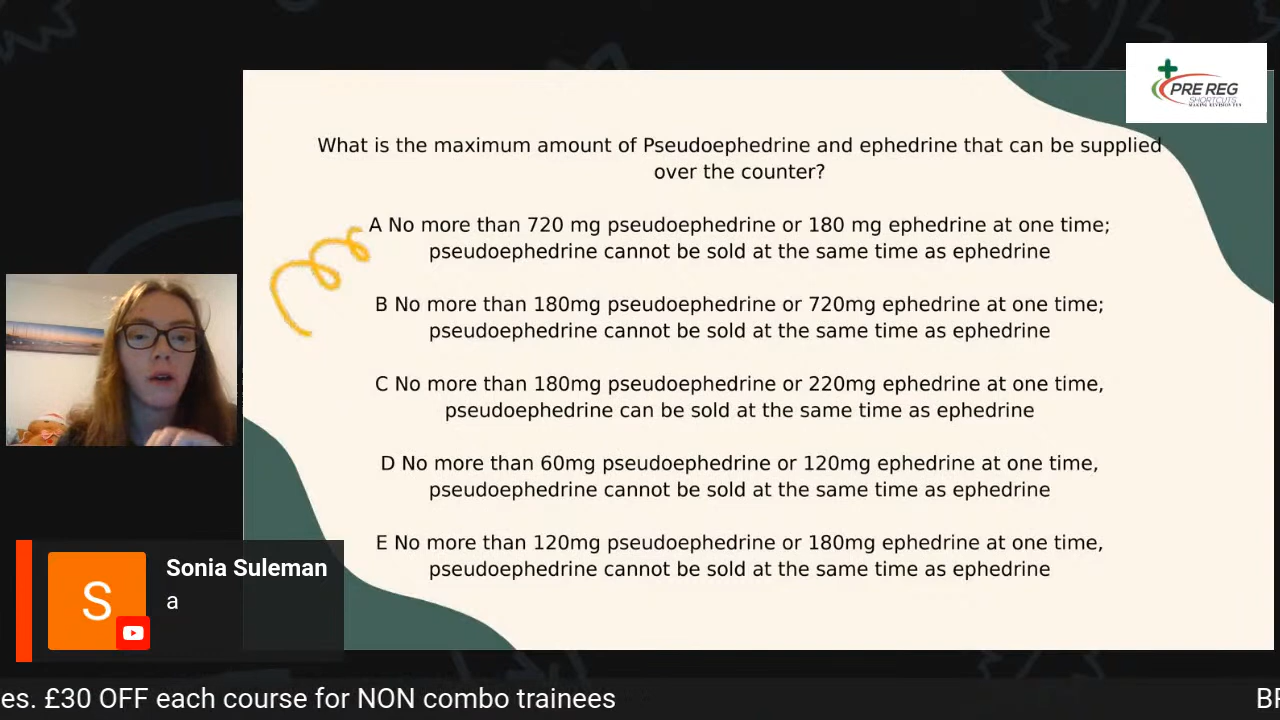 PRE REG
SHORTCUTS
MAKING REVISION FUN
What is the maximum amount of Pseudoephedrine and ephedrine that can be supplied
over the counter?
A No more than 720 mg pseudoephedrine or 180 mg ephedrine at one time;
pseudoephedrine cannot be sold at the same time as ephedrine
B No more than 180mg pseudoephedrine or 720mg ephedrine at one time;
pseudoephedrine cannot be sold at the same time as ephedrine
C No more than 180mg pseudoephedrine or 220mg ephedrine at one time,
pseudoephedrine can be sold at the same time as ephedrine
D No more than 60mg pseudoephedrine or 120mg ephedrine at one time,
pseudoephedrine cannot be sold at the same time as ephedrine
E No more than 120mg pseudoephedrine or 180mg ephedrine at one time,
pseudoephedrine cannot be sold at the same time as ephedrine
S
Sonia Suleman
a
es. £30 OFF each course for NON combo trainees